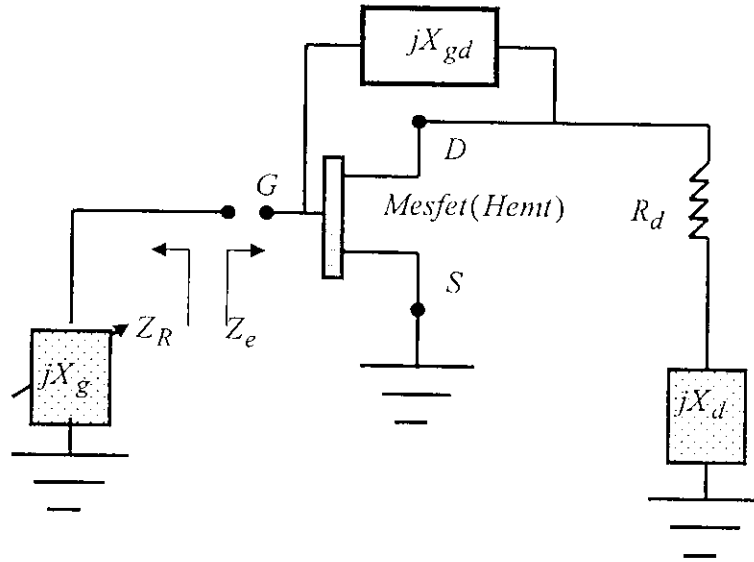 jX_gd
D
G
Mesfet(Hemt)
R_d
S
Z_R
Z_e
jX_g
jX_d